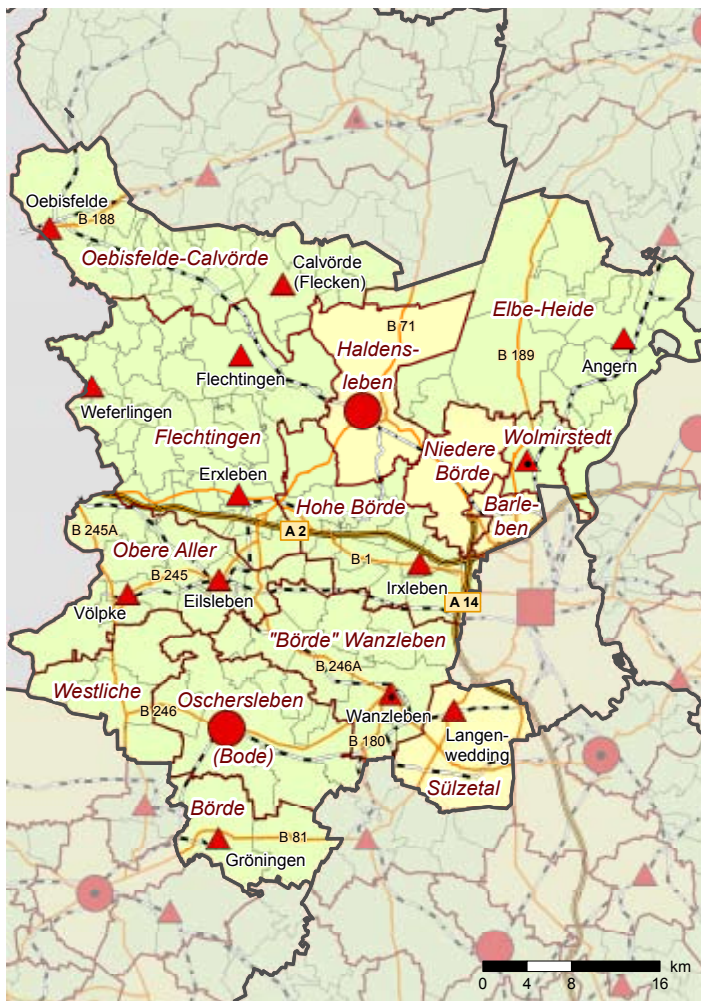 Oebisfelde
B 188
Oebisfelde-Calvörde
Calvörde
(Flecken)
Elbe-Heide
B 71
Haldens-
leben
B 189
Angern
Flechtingen
Weferlingen
Flechtingen
Niedere
Börde
Wolmirstedt
Erxleben
Hohe Börde
Barle-
ben
A 2
B 245A
Obere Aller
B 1
B 245
Irxleben
Eilsleben
A 14
Völpke
"Börde" Wanzleben
B 246A
Westliche
Oschersleben
B 246
Wanzleben
Langen-
wedding
(Bode)
B 180
Sülzetal
Börde
B 81
Gröningen
km
0 4 8 16